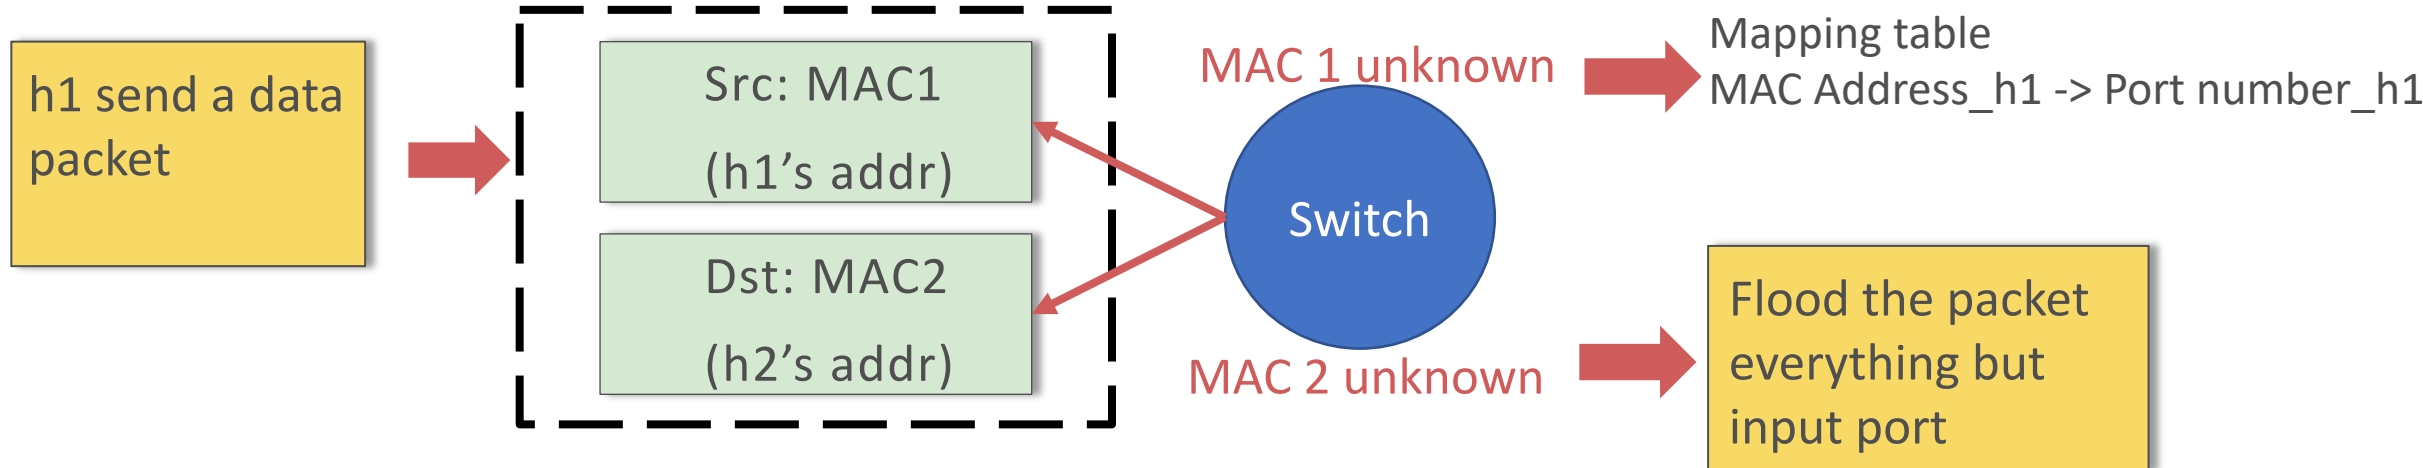 h1 send a data
packet
Src: MAC1
(h1’s addr)
Dst: MAC2
(h2’s addr)
MAC 1 unknown
Switch
MAC 2 unknown
Mapping table
MAC Address_h1 -> Port number_h1
Flood the packet
everything but
input port